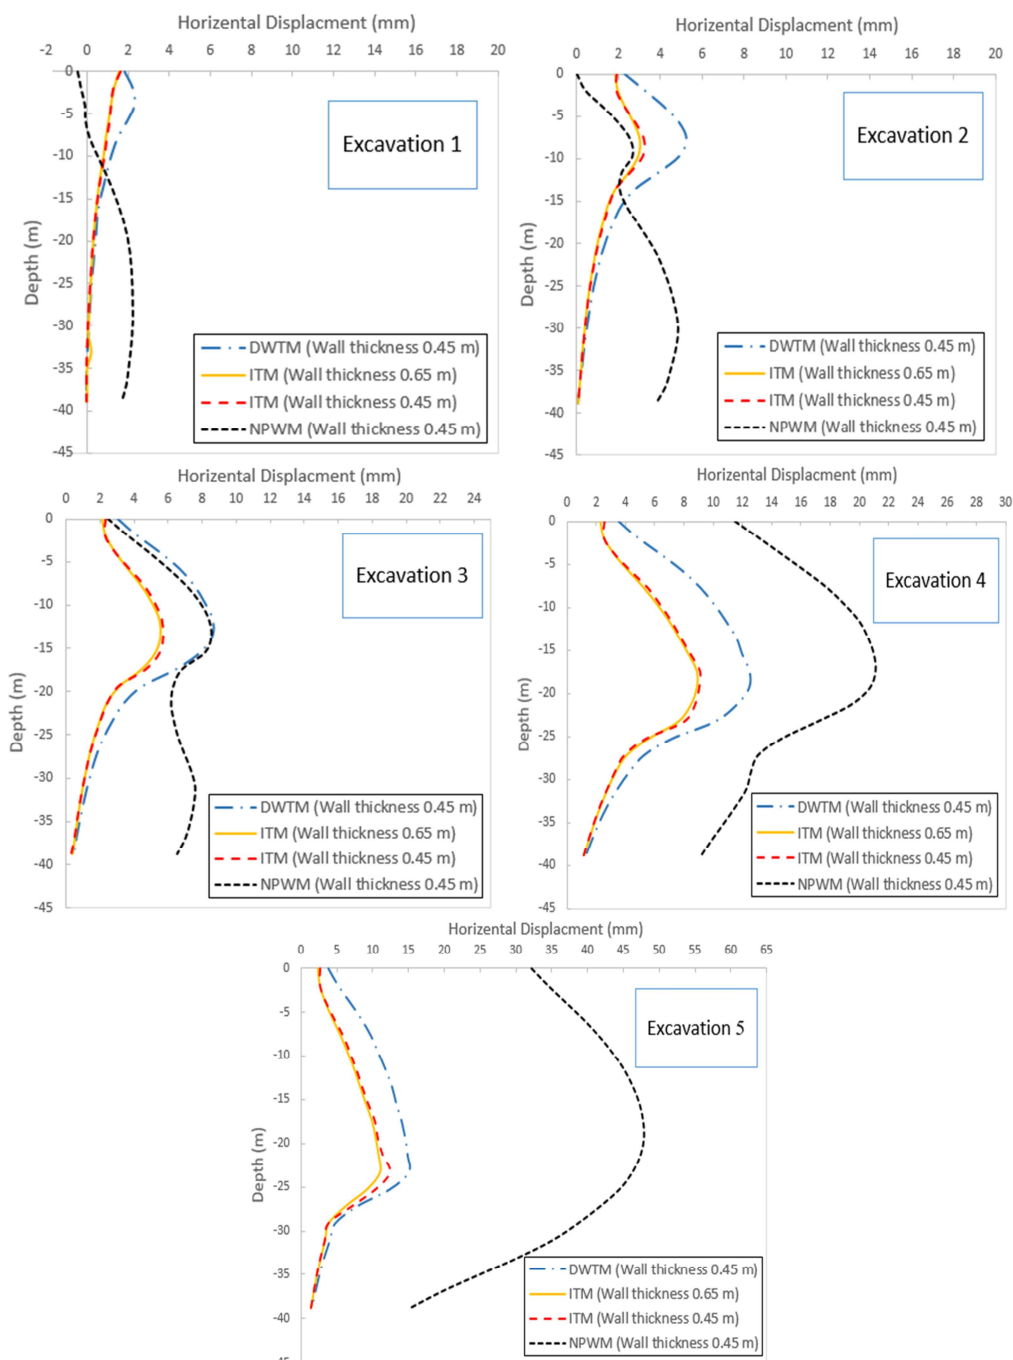 Horizental Displacment (mm)
-2 0 2 4 6 8 10 12 14 16 18 20
0
-5
-10
-15
-20
-25
-30
-35
-40
-45
Depth (m)
Excavation 1
DWTM (Wall thickness 0.45 m)
ITM (Wall thickness 0.65 m)
ITM (Wall thickness 0.45 m)
NPWM (Wall thickness 0.45 m)
Horizental Displacment (mm)
0 2 4 6 8 10 12 14 16 18 20
0
-5
-10
-15
-20
-25
-30
-35
-40
-45
Depth (m)
Excavation 2
DWTM (Wall thickness 0.45 m)
ITM (Wall thickness 0.65 m)
ITM (Wall thickness 0.45 m)
NPWM (Wall thickness 0.45 m)
Horizental Displacment (mm)
0 2 4 6 8 10 12 14 16 18 20 22 24
0
-5
-10
-15
-20
-25
-30
-35
-40
-45
Depth (m)
Excavation 3
DWTM (Wall thickness 0.45 m)
ITM (Wall thickness 0.65 m)
ITM (Wall thickness 0.45 m)
NPWM (Wall thickness 0.45 m)
Horizental Displacment (mm)
0 2 4 6 8 10 12 14 16 18 20 22 24 26 28 30
0
-5
-10
-15
-20
-25
-30
-35
-40
-45
Depth (m)
Excavation 4
DWTM (Wall thickness 0.45 m)
ITM (Wall thickness 0.65 m)
ITM (Wall thickness 0.45 m)
NPWM (Wall thickness 0.45 m)
Horizental Displacment (mm)
0 5 10 15 20 25 30 35 40 45 50 55 60 65
0
-5
-10
-15
-20
-25
-30
-35
-40
Depth (m)
Excavation 5
DWTM (Wall thickness 0.45 m)
ITM (Wall thickness 0.65 m)
ITM (Wall thickness 0.45 m)
NPWM (Wall thickness 0.45 m)